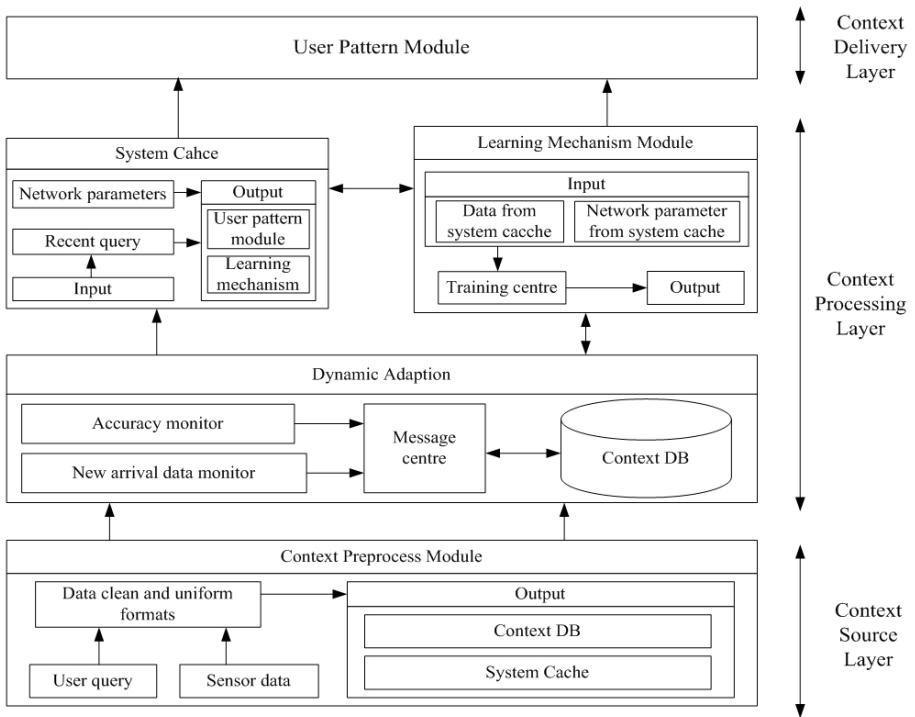 User Pattern Module
Context
Delivery
Layer
System Cahce
Network parameters
Output
User pattern
module
Recent query
Learning
mechanism
Input
Learning Mechanism Module
Input
Data from
system cacche
Network parameter
from system cache
Training centre
Output
Context
Processing
Layer
Dynamic Adaption
Accuracy monitor
New arrival data monitor
Message
centre
Context DB
Context Preprocess Module
Data clean and uniform
formats
User query
Sensor data
Output
Context DB
System Cache
Context
Source
Layer